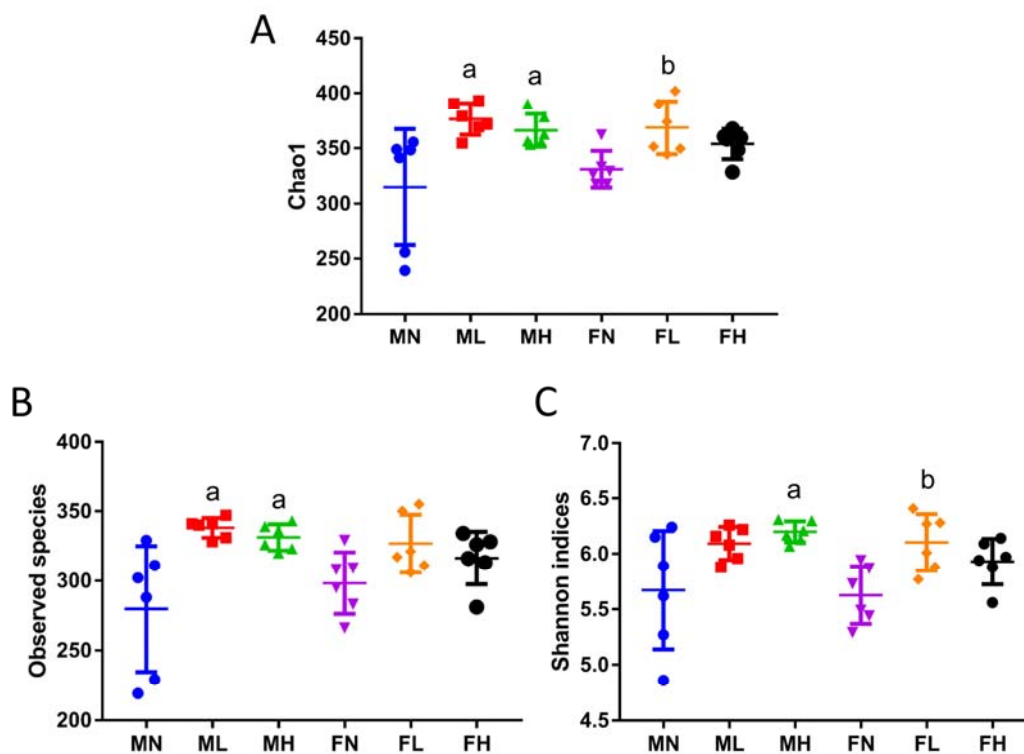 A
450
400
350
300
250
200
Chao1
a
a
b
MN ML MH FN FL FH
B
400
350
300
250
200
Observed species
a
a
MN ML MH FN FL FH
C
7.0
6.5
6.0
5.5
5.0
4.5
Shannon indices
a
b
MN ML MH FN FL FH